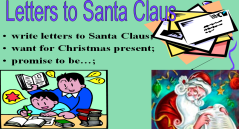 Letters to Santa Claus
• write letters to Santa Claus;
• want for Christmas present;
• promise to be…;